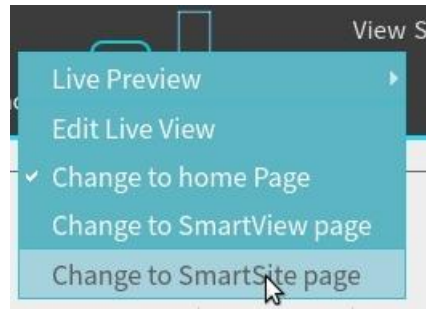 View S
Live Preview
Edit Live View
Change to home Page
Change to SmartView page
Change to SmartSite page